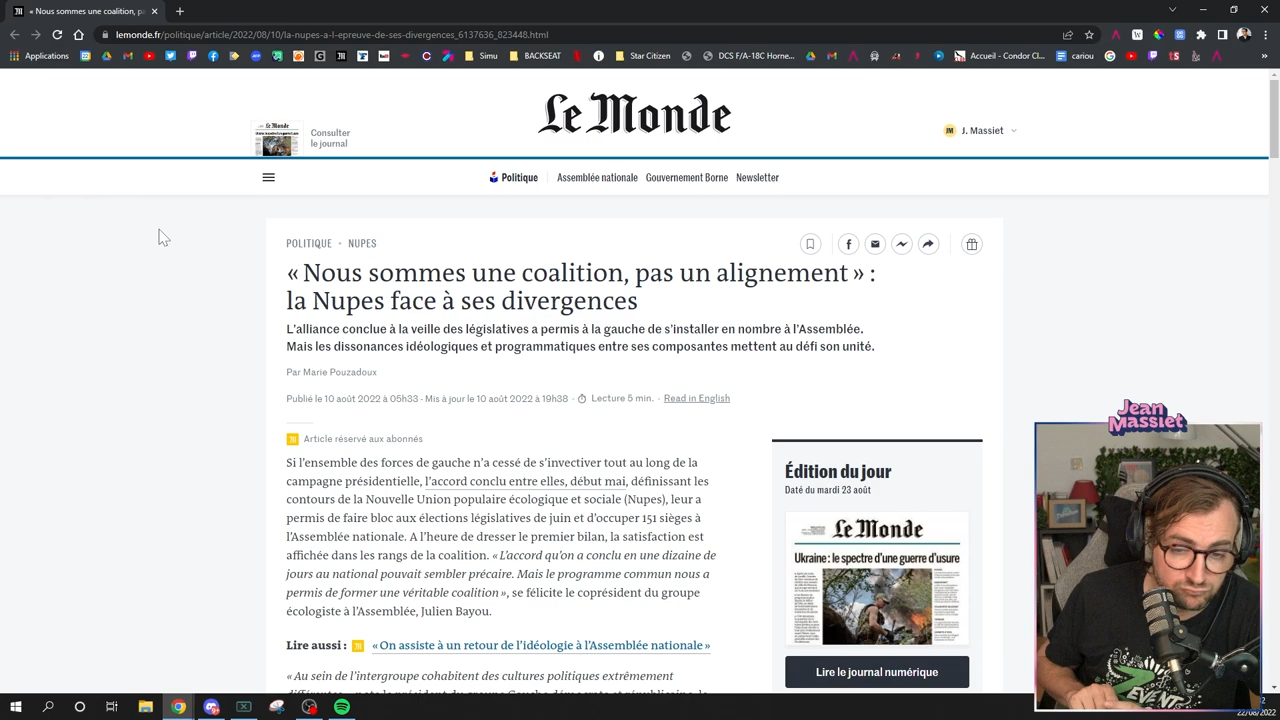 « Nous sommes une coalition, pa
lemonde.fr/politique/article/2022/08/10/la-nupes-a-l-epreuve-de-ses-divergences_6137636_823448.html
Applications
Simu
BACKSEAT
Star Citizen
DCS F/A-18C Horne...
Accueil - Condor Cl...
cariou
»
Consulter
le journal
Le Monde
JM
J. Massiet
Politique
Assemblée nationale
Gouvernement Borne
Newsletter
POLITIQUE • NUPES
« Nous sommes une coalition, pas un alignement » :
la Nupes face à ses divergences
L'alliance conclue à la veille des législatives a permis à la gauche de s'installer en nombre à l'Assemblée.
Mais les dissonances idéologiques et programmatiques entre ses composantes mettent au défi son unité.
Par Marie Pouzadoux
Publié le 10 août 2022 à 05h33 - Mis à jour le 10 août 2022 à 19h38 · Lecture 5 min. · Read in English
Article réservé aux abonnés
Si l'ensemble des forces de gauche n'a cessé de s'invectiver tout au long de la
campagne présidentielle, l'accord conclu entre elles, début mai, définissant les
contours de la Nouvelle Union populaire écologique et sociale (Nupes), leur a
permis de faire bloc aux élections législatives de juin et d'occuper 151 sièges à
l'Assemblée nationale. A l'heure de dresser le premier bilan, la satisfaction est
affichée dans les rangs de la coalition. « L'accord qu'on a conclu en une dizaine de
jours au national pouvait sembler précaire. Mais le programme commun nous a
permis de former une véritable coalition », se félicite le coprésident du groupe
écologiste à l'Assemblée, Julien Bayou.
Lire aussi : « On assiste à un retour de l'idéologie à l'Assemblée nationale »
« Au sein de l'intergroupe cohabitent des cultures politiques extrêmement
Édition du jour
Daté du mardi 23 août
Le Monde
Ukraine : le spectre d'une guerre d'usure
Lire le journal numérique
Jean
Massiet
Z EVENT
22/08/2022